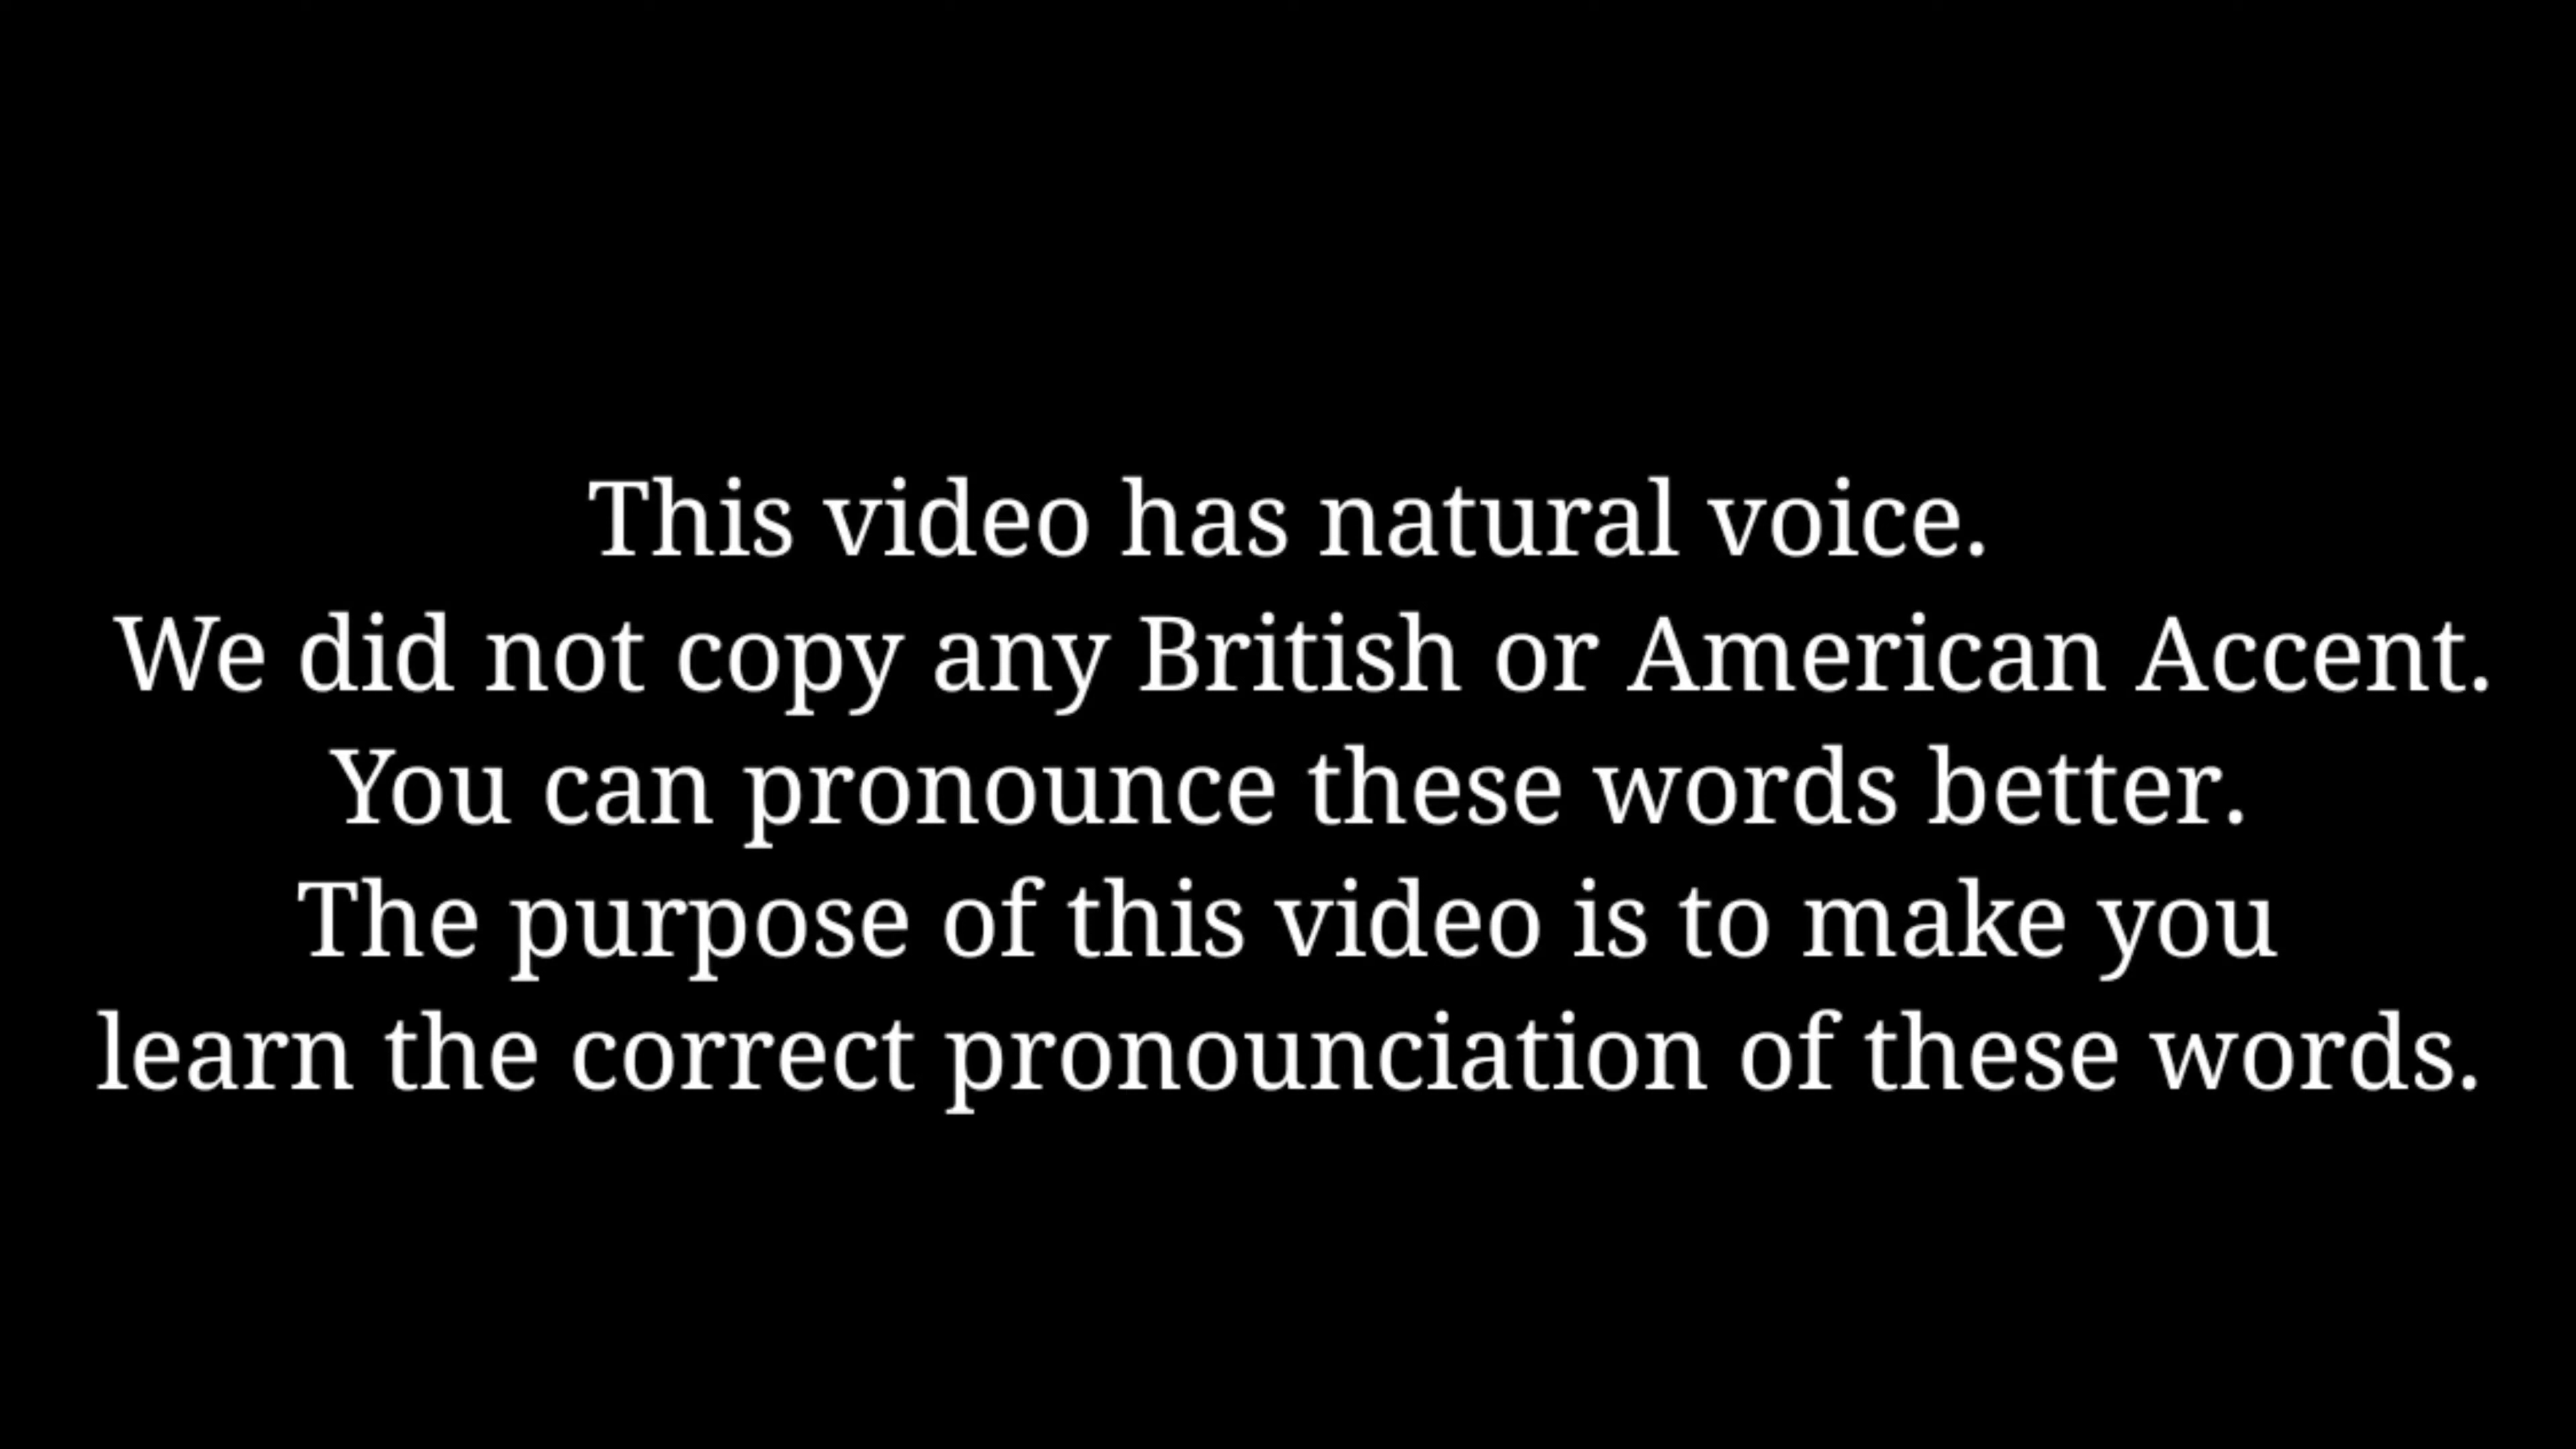 This video has natural voice.
We did not copy any British or American Accent.
You can pronounce these words better.
The purpose of this video is to make you
learn the correct pronounciation of these words.